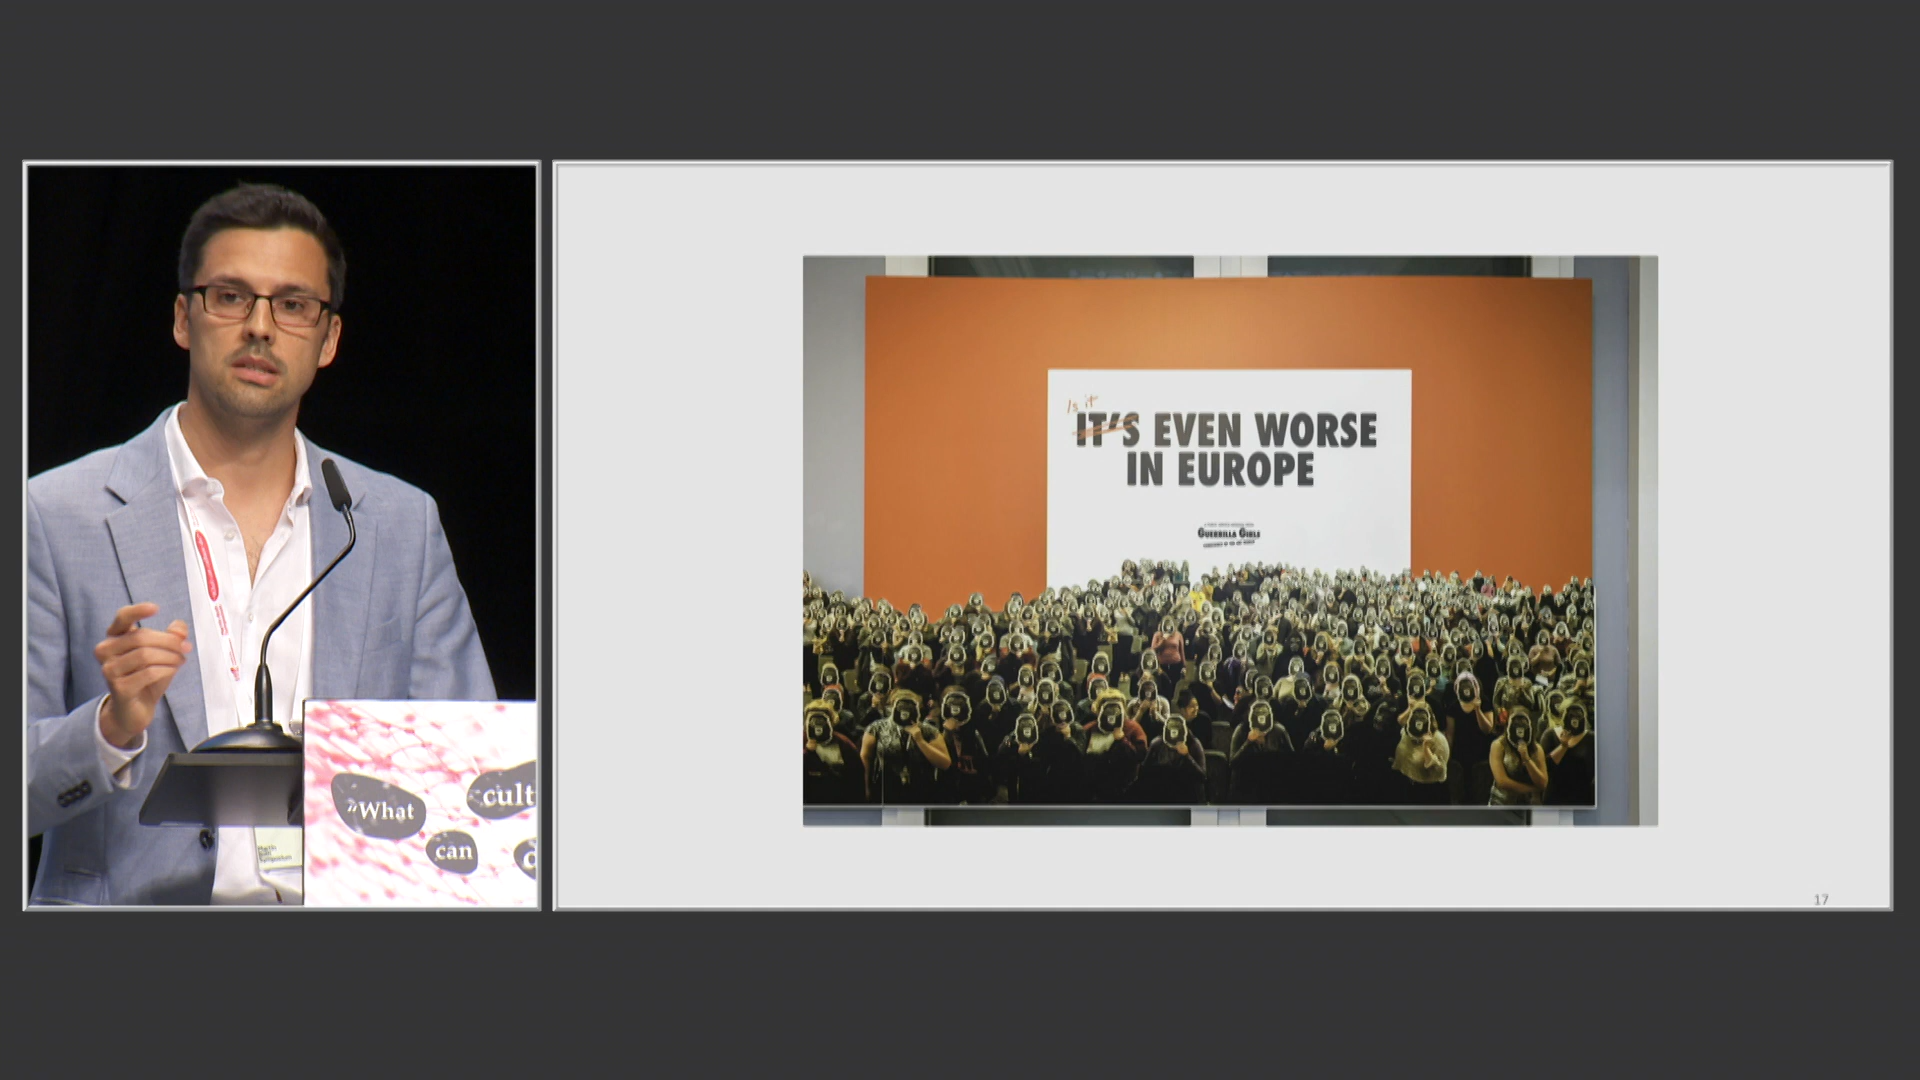 Is it
IT'S EVEN WORSE
IN EUROPE
GUERRILLA GIRLS
"What
cult
can
17